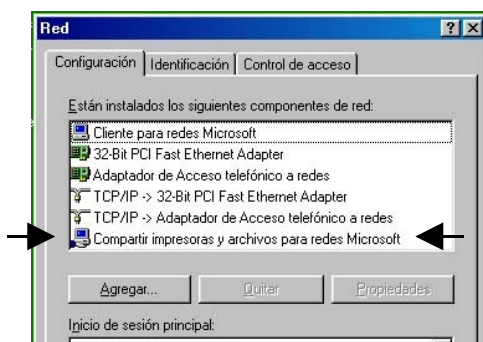 Red
Configuración Identificación Control de acceso
Están instalados los siguientes componentes de red:
Cliente para redes Microsoft
32-Bit PCI Fast Ethernet Adapter
Adaptador de Acceso telefónico a redes
TCP/IP -> 32-Bit PCI Fast Ethernet Adapter
TCP/IP -> Adaptador de Acceso telefónico a redes
Compartir impresoras y archivos para redes Microsoft
Agregar... Quitar Propiedades
Inicio de sesión principal: